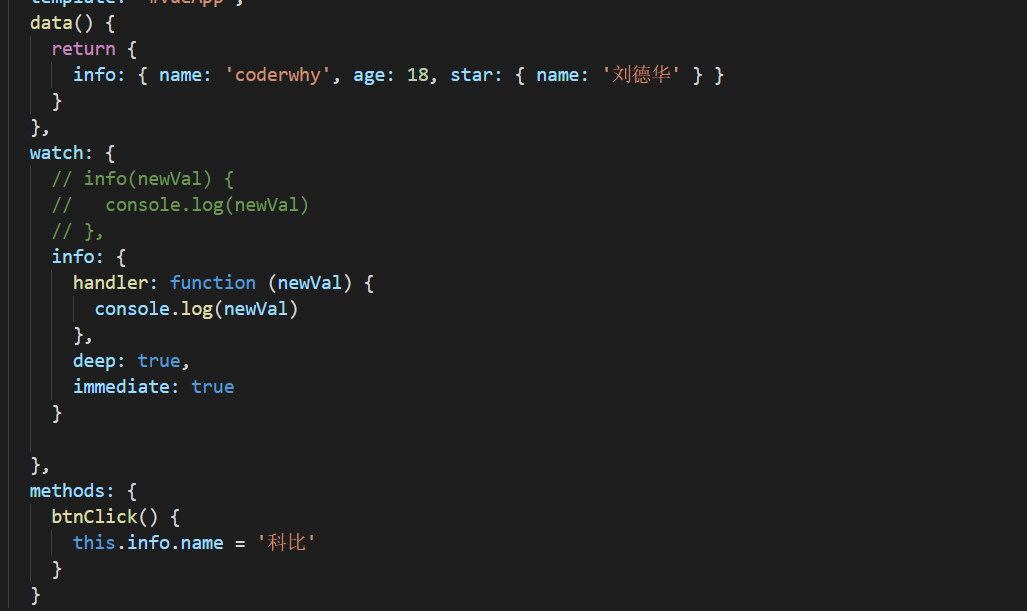 data() {
return {
info: { name: 'coderwhy', age: 18, star: { name: '刘德华' } }
}
},
watch: {
// info(newVal) {
//   console.log(newVal)
// },
info: {
handler: function (newVal) {
console.log(newVal)
},
deep: true,
immediate: true
}
},
methods: {
btnClick() {
this.info.name = '科比'
}
}